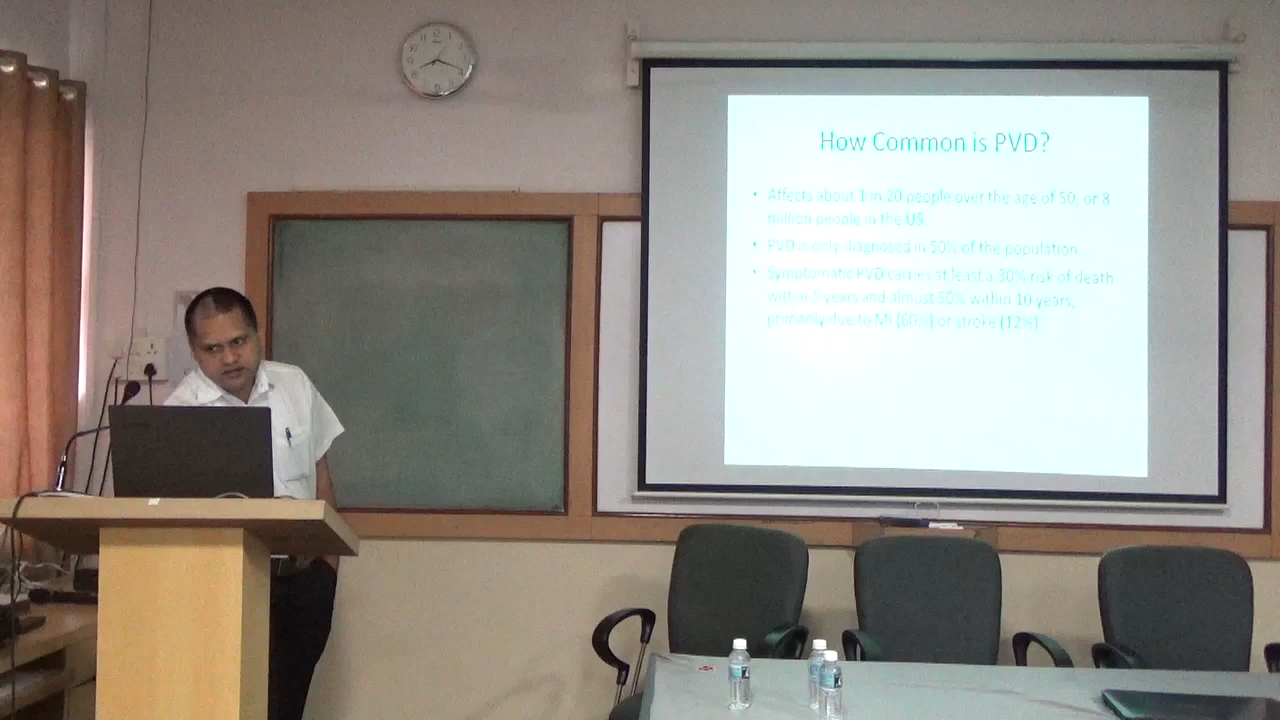 How Common is PVD?
• Affects about 1 in 20 people over the age of 50, or 8
million people in the US.
• PVD is only diagnosed in 50% of the population.
• Symptomatic PVD carries at least a 30% risk of death
within 5 years and almost 50% within 10 years,
primarily due to MI (60%) or stroke (12%)